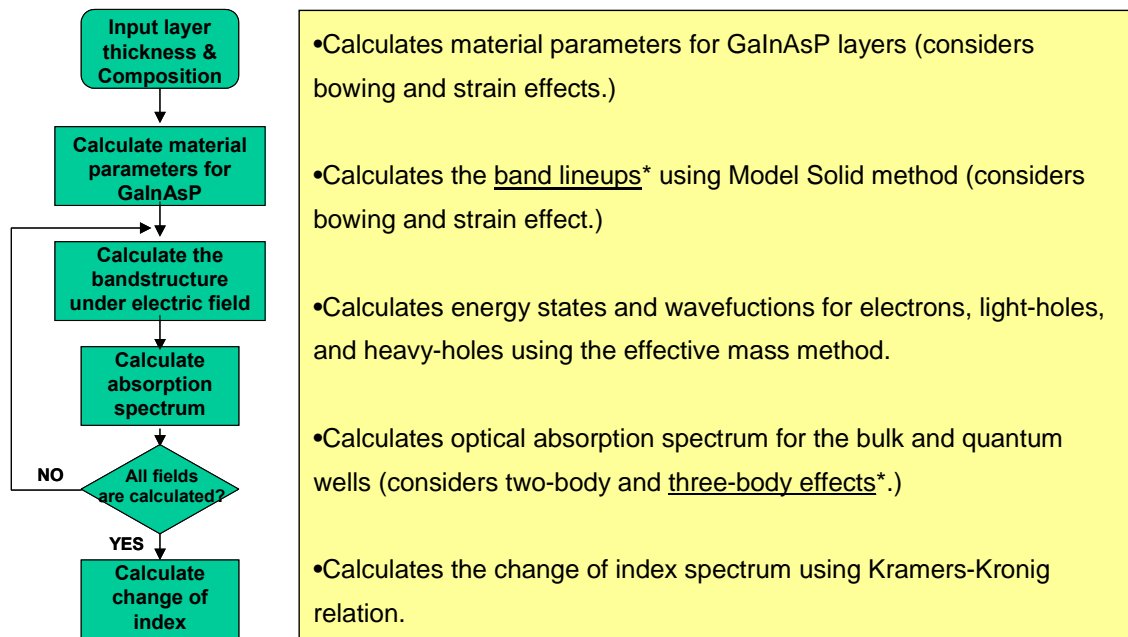 Input layer
thickness &
Composition
Calculate material
parameters for
GaInAsP
Calculate the
bandstructure
under electric field
Calculate
absorption
spectrum
NO
All fields
are calculated?
YES
Calculate
change of
index
•Calculates material parameters for GaInAsP layers (considers
bowing and strain effects.)
•Calculates the band lineups* using Model Solid method (considers
bowing and strain effect.)
•Calculates energy states and wavefuctions for electrons, light-holes,
and heavy-holes using the effective mass method.
•Calculates optical absorption spectrum for the bulk and quantum
wells (considers two-body and three-body effects*.)
•Calculates the change of index spectrum using Kramers-Kronig
relation.